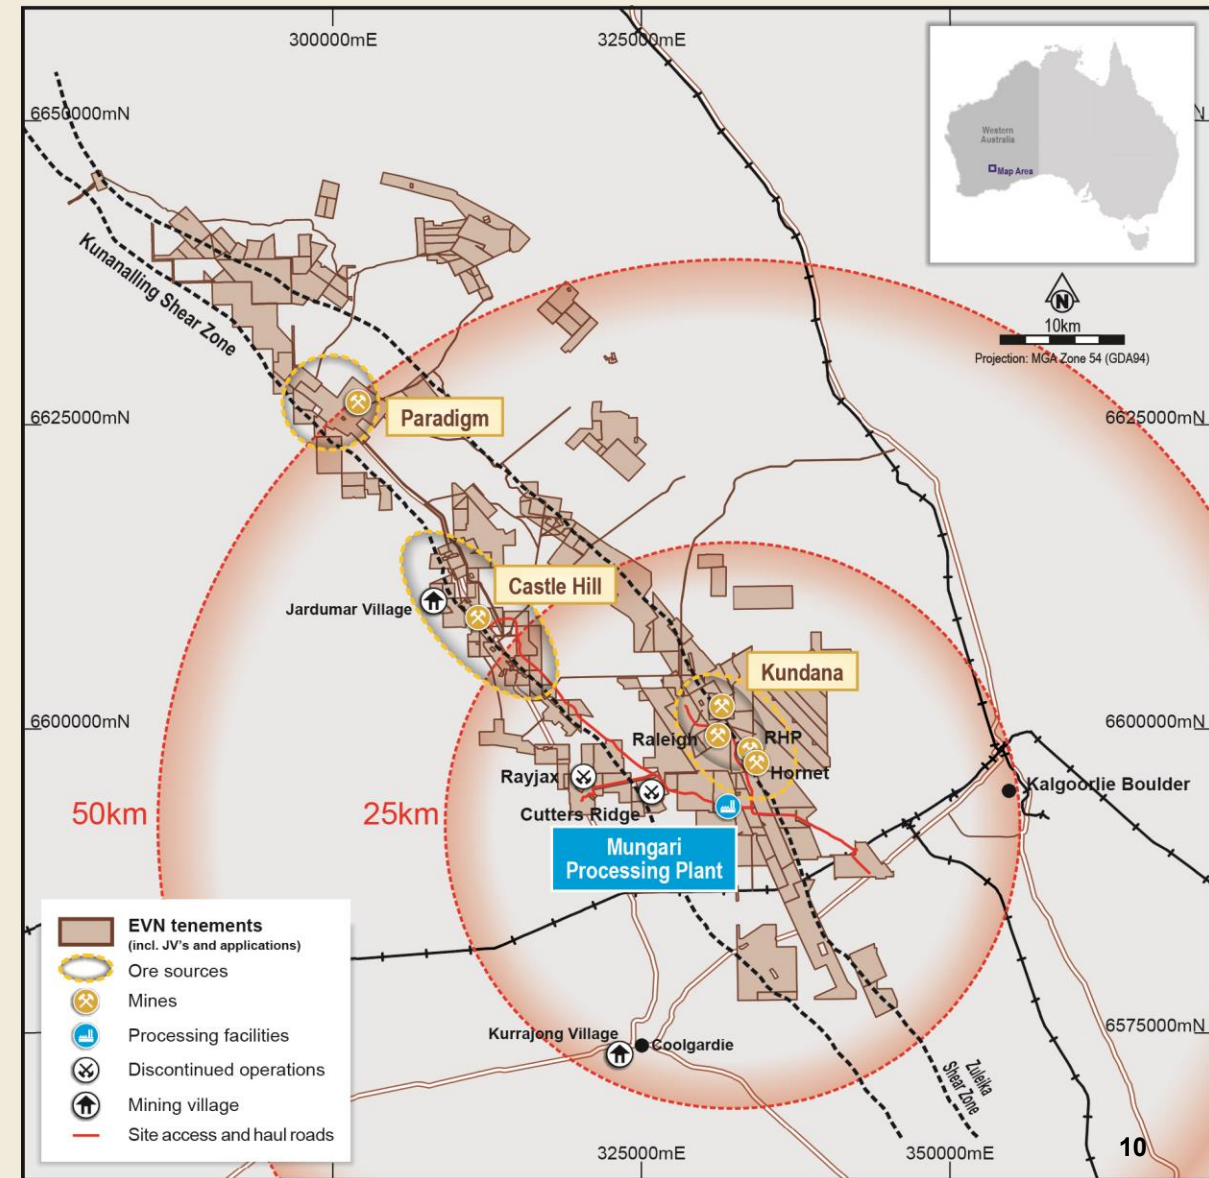 300000mE
325000mE
6650000mN
N
Western
Australia
Map Area
N
10km
Projection: MGA Zone 54 (GDA94)
Kunanalling Shear Zone
6625000mN
6625000mN
Paradigm
Castle Hill
Jardumar Village
Kundana
6600000mN
6600000mN
Raleigh
RHP
Hornet
Rayjax
Cutters Ridge
Kalgoorlie Boulder
50km
25km
Mungari
Processing Plant
EVN tenements
(incl. JV's and applications)
Ore sources
Mines
Processing facilities
Discontinued operations
Mining village
Site access and haul roads
Kurrajong Village
Coolgardie
6575000mN
Zuleika
Shear Zone
325000mE
350000mE
10